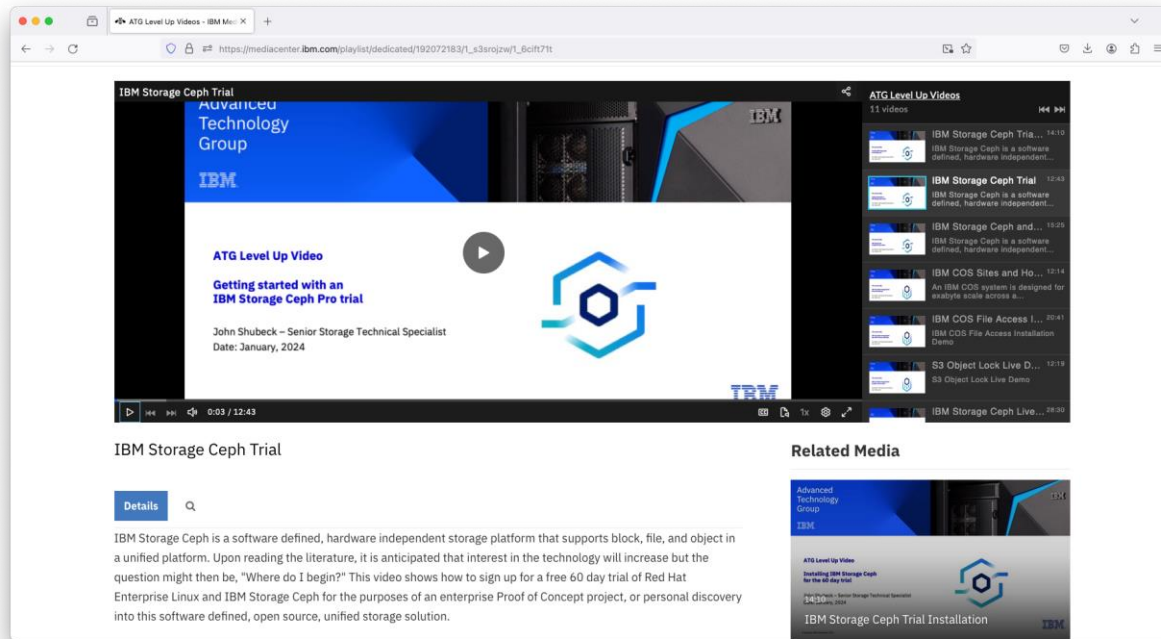 ATG Level Up Videos - IBM Med
https://mediacenter.ibm.com/playlist/dedicated/192072183/1_s3srojzw/1_6cift71t
IBM Storage Ceph Trial
Advanced
Technology
Group
IBM
IBM
ATG Level Up Video
Getting started with an
IBM Storage Ceph Pro trial
John Shubeck – Senior Storage Technical Specialist
Date: January, 2024
IBM
0:03 / 12:43
1x
ATG Level Up Videos
11 videos
IBM Storage Ceph Tria... 14:10
IBM Storage Ceph is a software
defined, hardware independent...
IBM Storage Ceph Trial 12:43
IBM Storage Ceph is a software
defined, hardware independent...
IBM Storage Ceph and...
IBM Storage Ceph is a software
defined, hardware independent...
IBM COS Sites and Ho... 12:14
An IBM COS system is designed for
exabyte scale across a...
IBM COS File Access I... 20:41
IBM COS File Access Installation
Demo
S3 Object Lock Live D...
S3 Object Lock Live Demo
IBM Storage Ceph Live... 28:30
IBM Storage Ceph Trial
Details
IBM Storage Ceph is a software defined, hardware independent storage platform that supports block, file, and object in
a unified platform. Upon reading the literature, it is anticipated that interest in the technology will increase but the
question might then be, "Where do I begin?" This video shows how to sign up for a free 60 day trial of Red Hat
Enterprise Linux and IBM Storage Ceph for the purposes of an enterprise Proof of Concept project, or personal discovery
into this software defined, open source, unified storage solution.
Related Media
Advanced
Technology
Group
IBM
IBM
ATG Level Up Video
Installing IBM Storage Ceph
for the 60 day trial
John Shubeck – Senior Storage Technical Specialist
14:10
IBM Storage Ceph Trial Installation
IBM